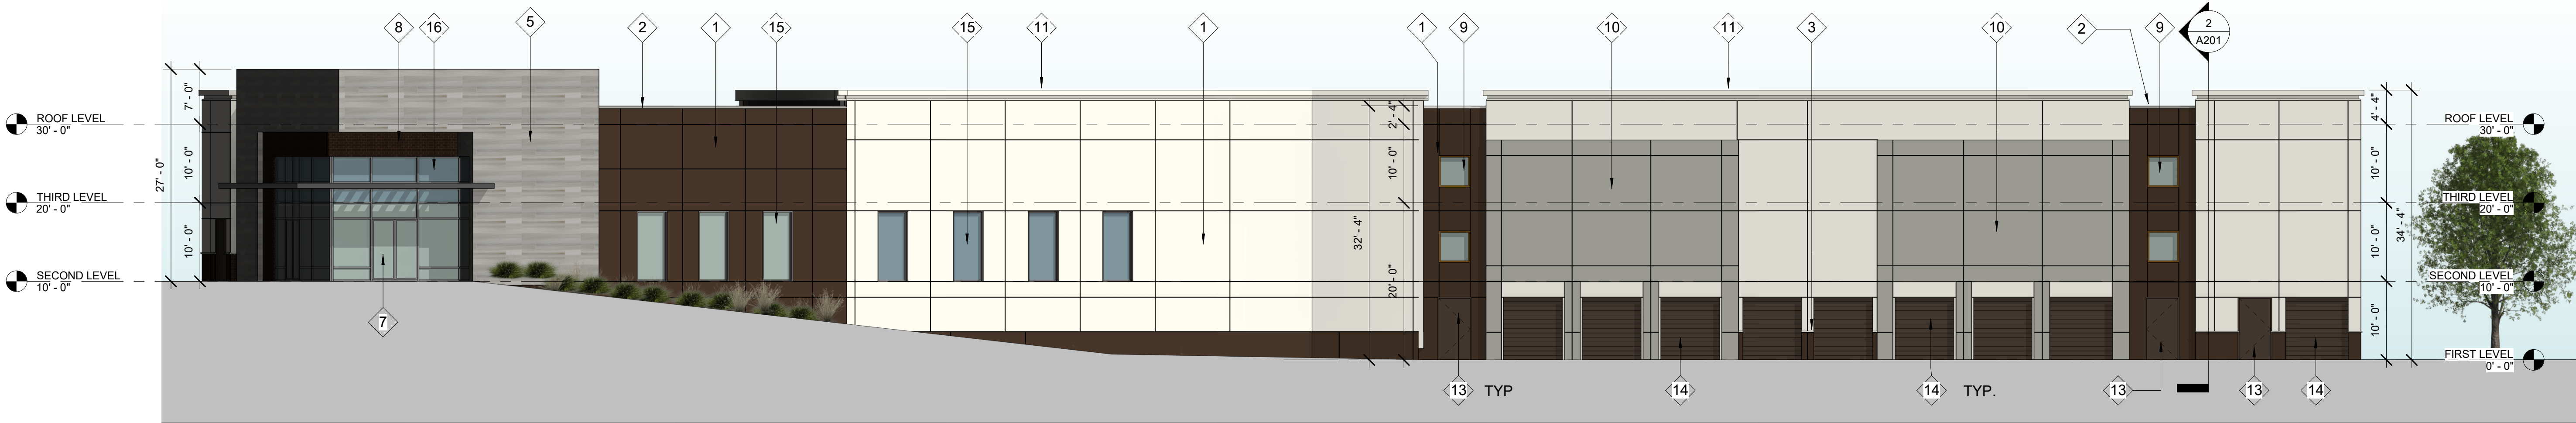 8
16
5
2
1
15
15
11
1
1
9
10
11
3
10
2
9
2
A201
ROOF LEVEL
30' - 0"
THIRD LEVEL
20' - 0"
SECOND LEVEL
10' - 0"
27' - 0"
7' - 0"
10' - 0"
10' - 0"
7
32' - 4"
2' - 4"
10' - 0"
20' - 0"
13 TYP
14
14 TYP.
13
13
14
4' - 4"
10' - 0"
10' - 0"
10' - 0"
34' - 4"
ROOF LEVEL
30' - 0"
THIRD LEVEL
20' - 0"
SECOND LEVEL
10' - 0"
FIRST LEVEL
0' - 0"